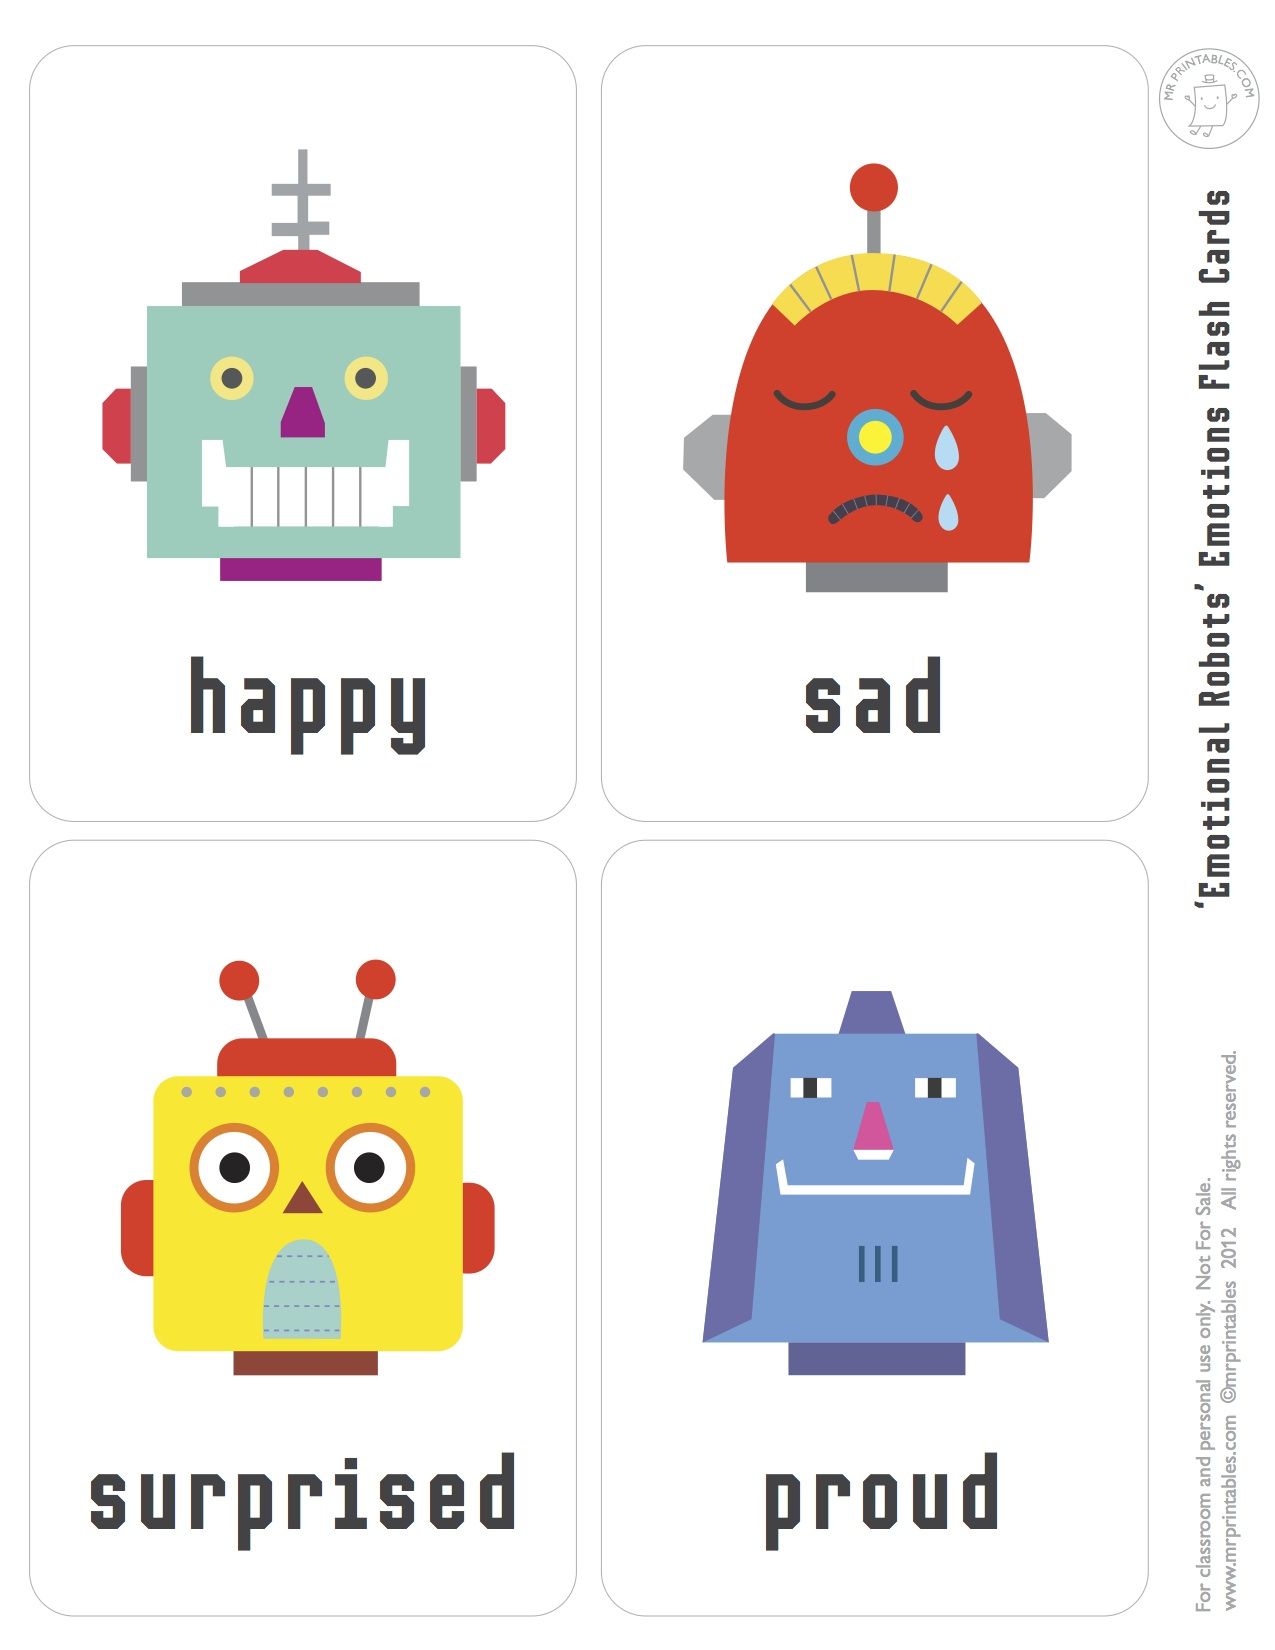 happy
sad
surprised
proud
MR PRINTABLES.COM
‘Emotional Robots’ Emotions Flash Cards
For classroom and personal use only. Not For Sale.
www.mrprintables.com ©mrprintables 2012 All rights reserved.